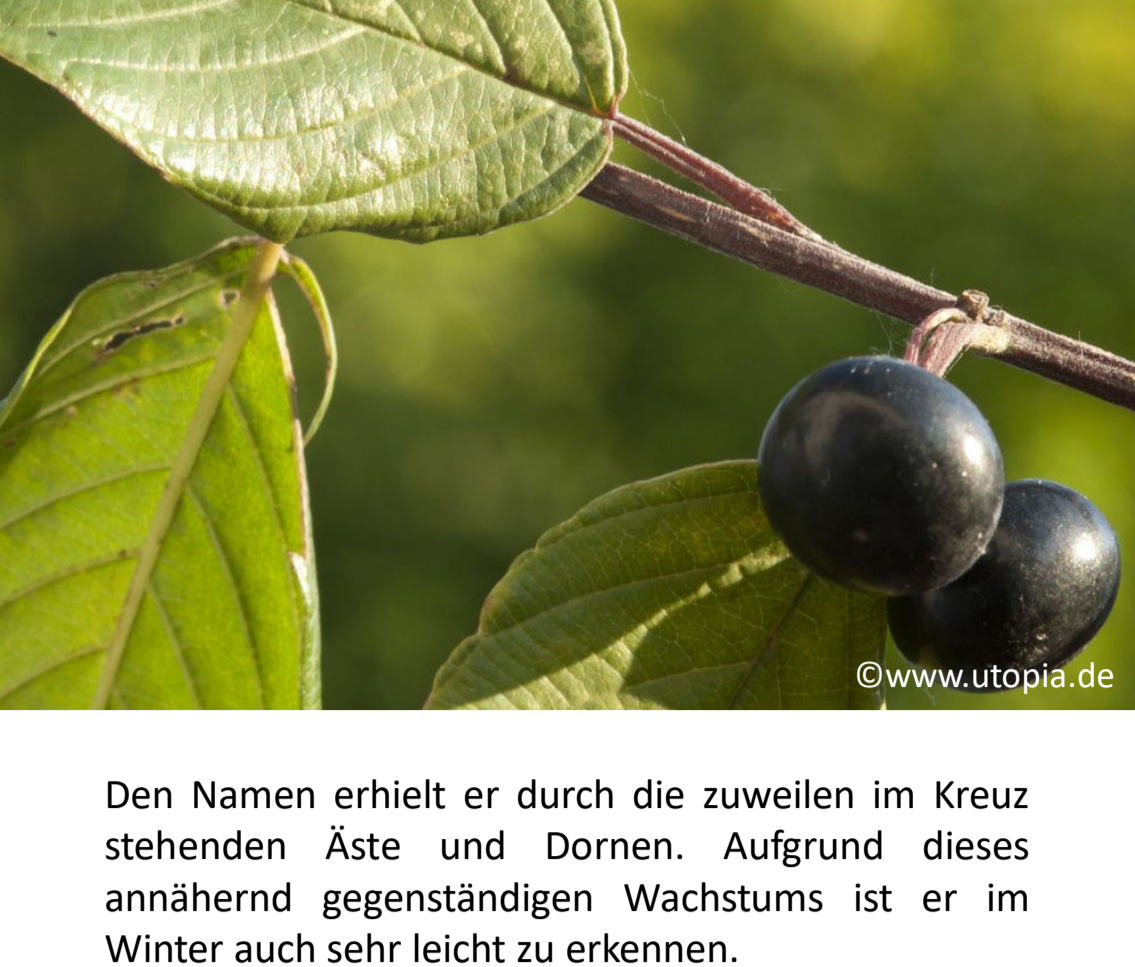 ©www.utopia.de
Den Namen erhielt er durch die zuweilen im Kreuz
stehenden Äste und Dornen. Aufgrund dieses
annähernd gegenständigen Wachstums ist er im
Winter auch sehr leicht zu erkennen.